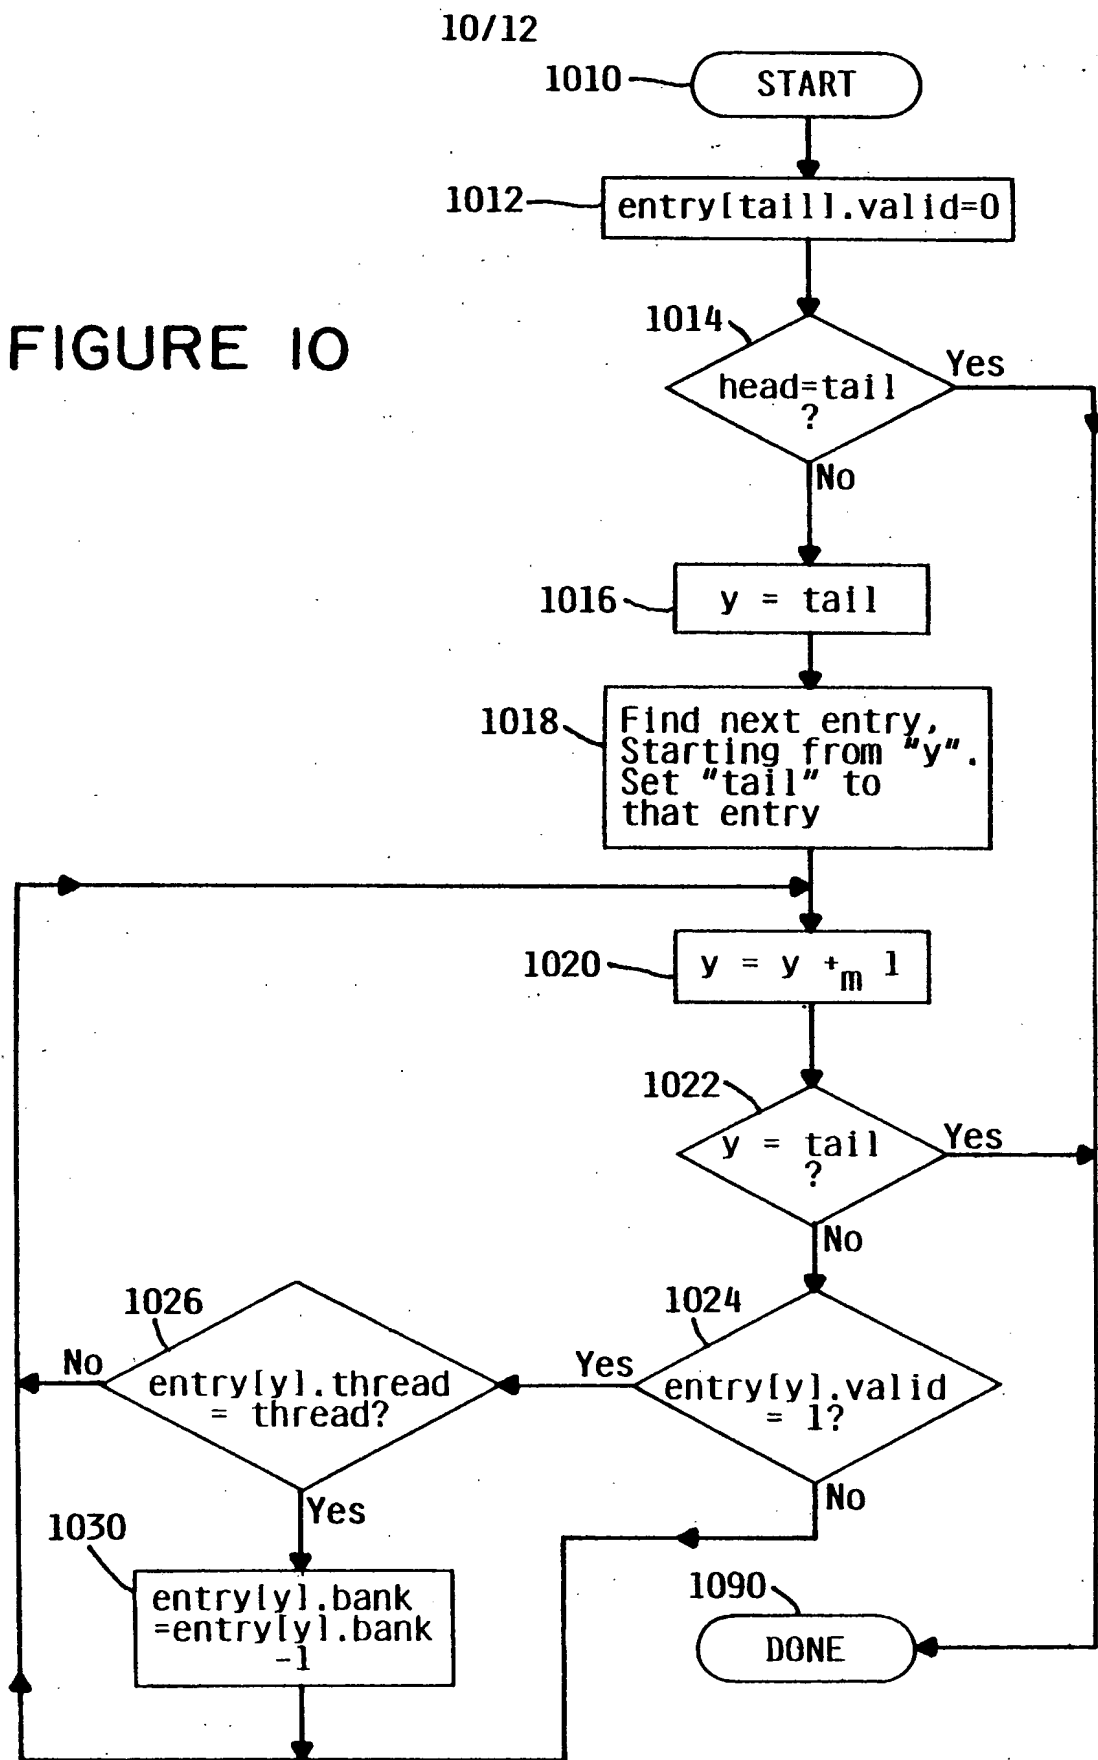 10/12
1010
START
1012
entry[tail].valid=0
FIGURE 10
1014
head=tail
?
Yes
No
1016
y = tail
1018
Find next entry,
Starting from "y".
Set "tail" to
that entry
1020
y = y +m 1
1022
y = tail
?
Yes
No
1024
entry[y].valid
= 1?
Yes
No
1026
entry[y].thread
= thread?
No
Yes
1030
entry[y].bank
=entry[y].bank
-1
1090
DONE